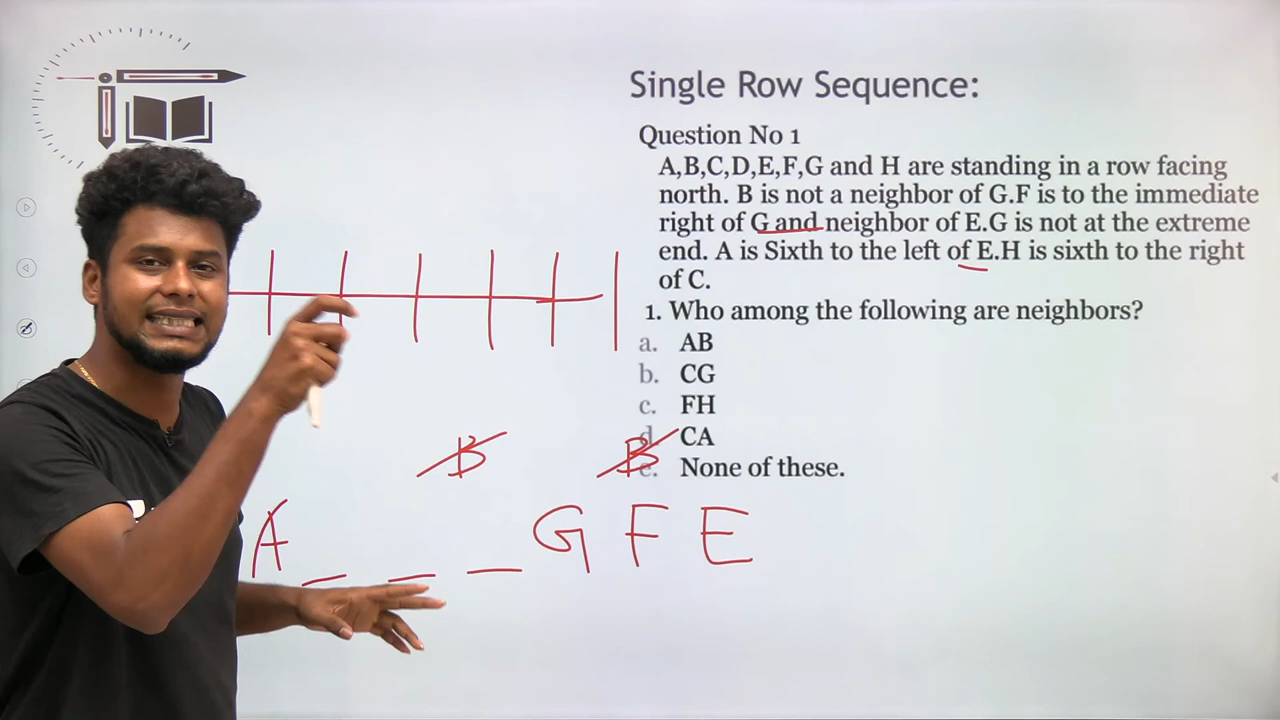 Single Row Sequence:
Question No 1
A,B,C,D,E,F,G and H are standing in a row facing
north. B is not a neighbor of G.F is to the immediate
right of G and neighbor of E.G is not at the extreme
end. A is Sixth to the left of E.H is sixth to the right
of C.
1. Who among the following are neighbors?
a. AB
b. CG
c. FH
d. CA
e. None of these.
B B
A _ _ _ G F E